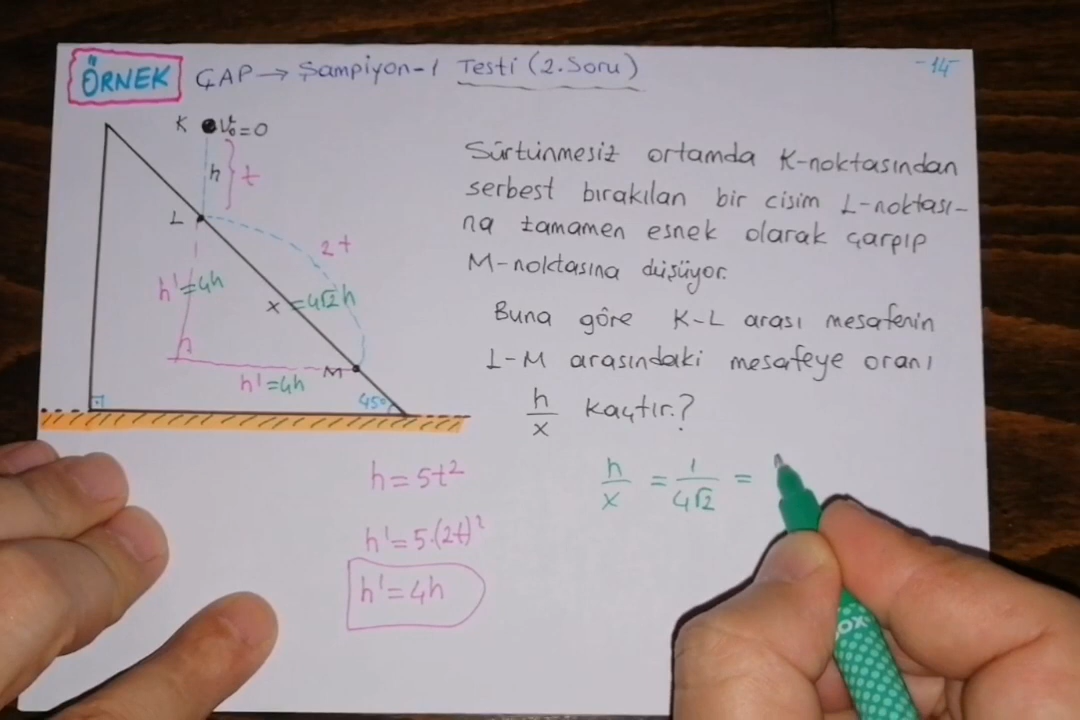 ÖRNEK ÇAP → Şampiyon-1 Testi (2.Soru)
-14-
K V₀=0
h } t
L
2t
h'=4h
x =4√2h
M
h'=4h
45°
Sürtünmesiz ortamda K-noktasından
serbest bırakılan bir cisim L-noktası-
na tamamen esnek olarak çarpıp
M-noktasına düşüyor.
Buna göre K-L arası mesafenin
L-M arasındaki mesafeye oranı
h/x kaçtır.?
h=5t²
h'=5.(2t)²
h'=4h
h/x = 1/4√2 =